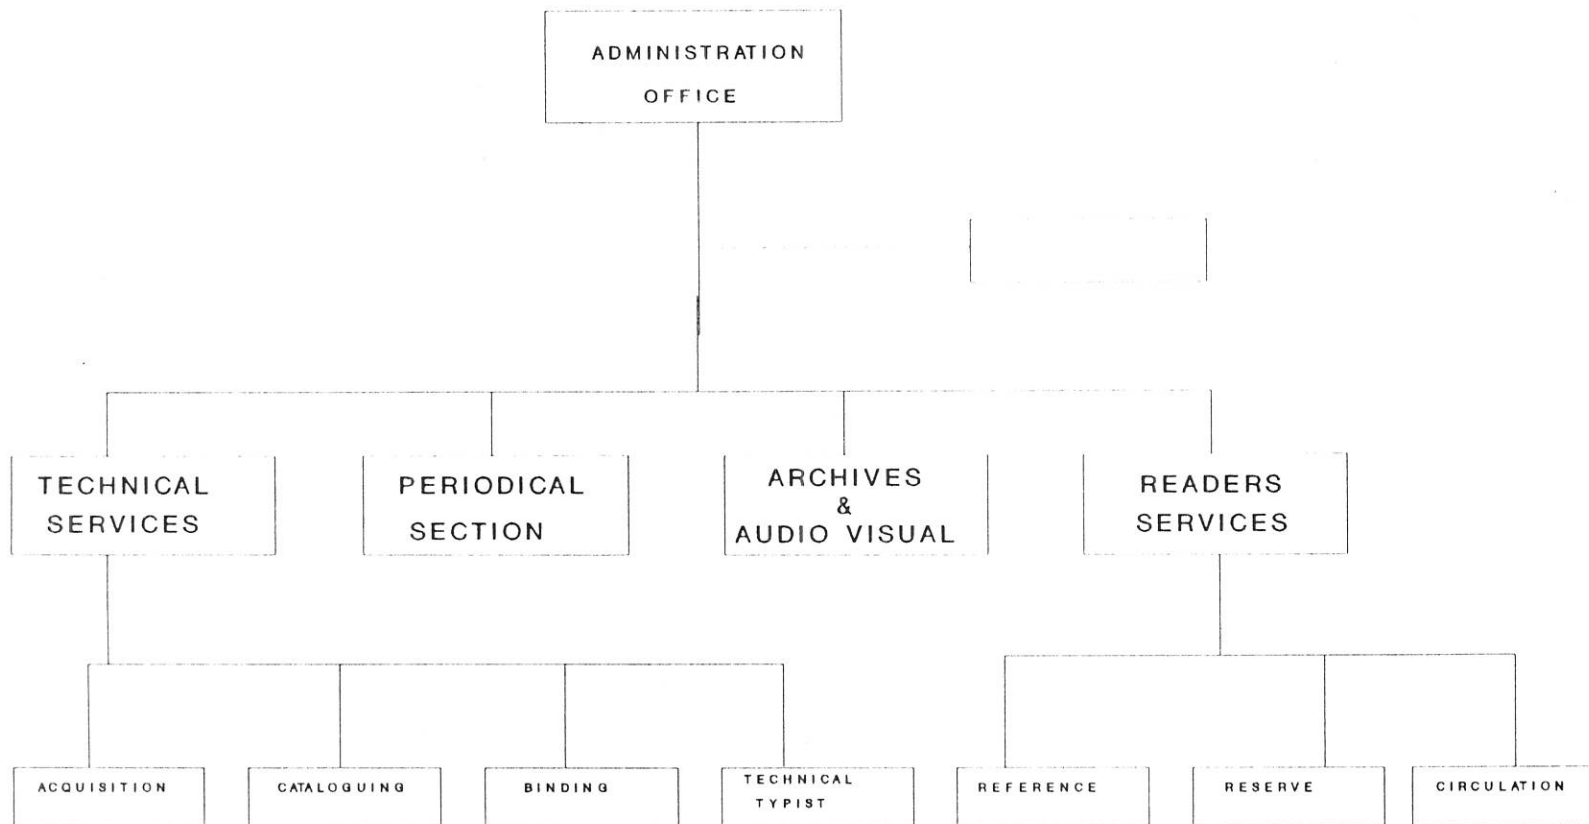 ADMINISTRATION
OFFICE
TECHNICAL
SERVICES
PERIODICAL
SECTION
ARCHIVES
&
AUDIO VISUAL
READERS
SERVICES
ACQUISITION
CATALOGUING
BINDING
TECHNICAL
TYPIST
REFERENCE
RESERVE
CIRCULATION